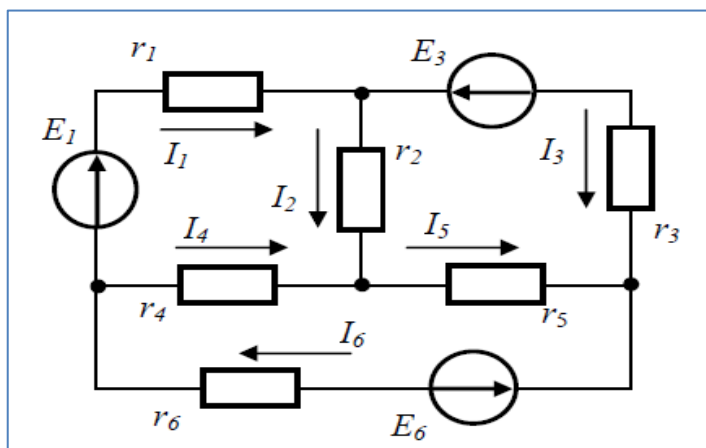 r₁
E₃
E₁
I₁
I₂
r₂
I₃
r₃
I₄
I₅
r₄
r₅
I₆
r₆
E₆